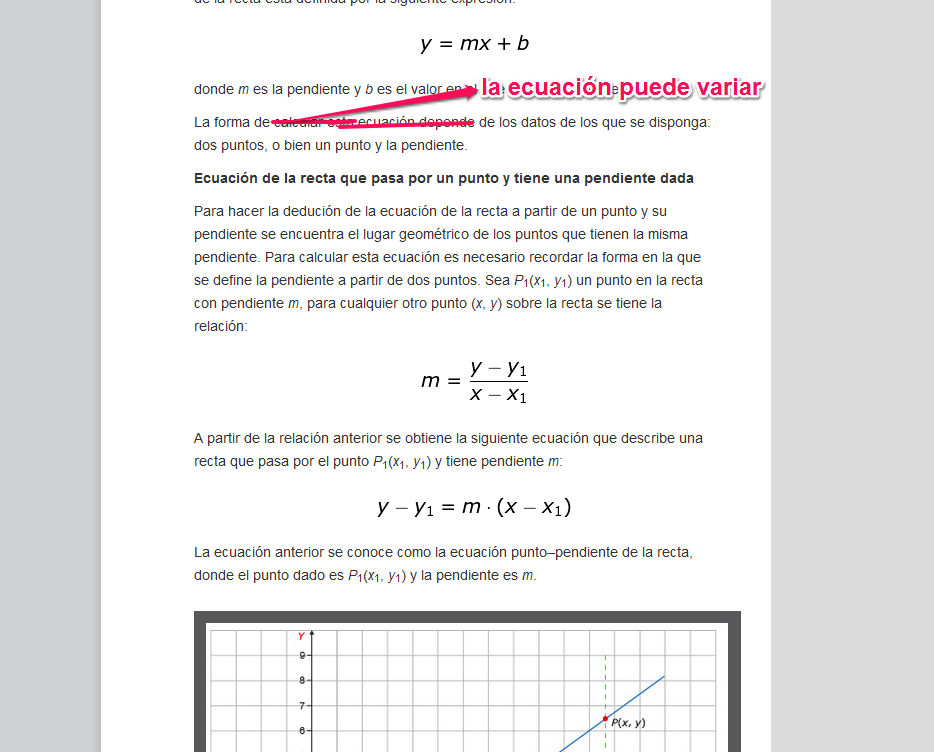 y = mx + b
donde m es la pendiente y b es el valor en
la ecuación puede variar
La forma de calcular esta ecuación depende de los datos de los que se disponga:
dos puntos, o bien un punto y la pendiente.
Ecuación de la recta que pasa por un punto y tiene una pendiente dada
Para hacer la dedución de la ecuación de la recta a partir de un punto y su
pendiente se encuentra el lugar geométrico de los puntos que tienen la misma
pendiente. Para calcular esta ecuación es necesario recordar la forma en la que
se define la pendiente a partir de dos puntos. Sea P₁(x₁, y₁) un punto en la recta
con pendiente m, para cualquier otro punto (x, y) sobre la recta se tiene la
relación:
m = (y − y₁)/(x − x₁)
A partir de la relación anterior se obtiene la siguiente ecuación que describe una
recta que pasa por el punto P₁(x₁, y₁) y tiene pendiente m:
y − y₁ = m · (x − x₁)
La ecuación anterior se conoce como la ecuación punto–pendiente de la recta,
donde el punto dado es P₁(x₁, y₁) y la pendiente es m.
Y
9
8
7
P(x, y)
6